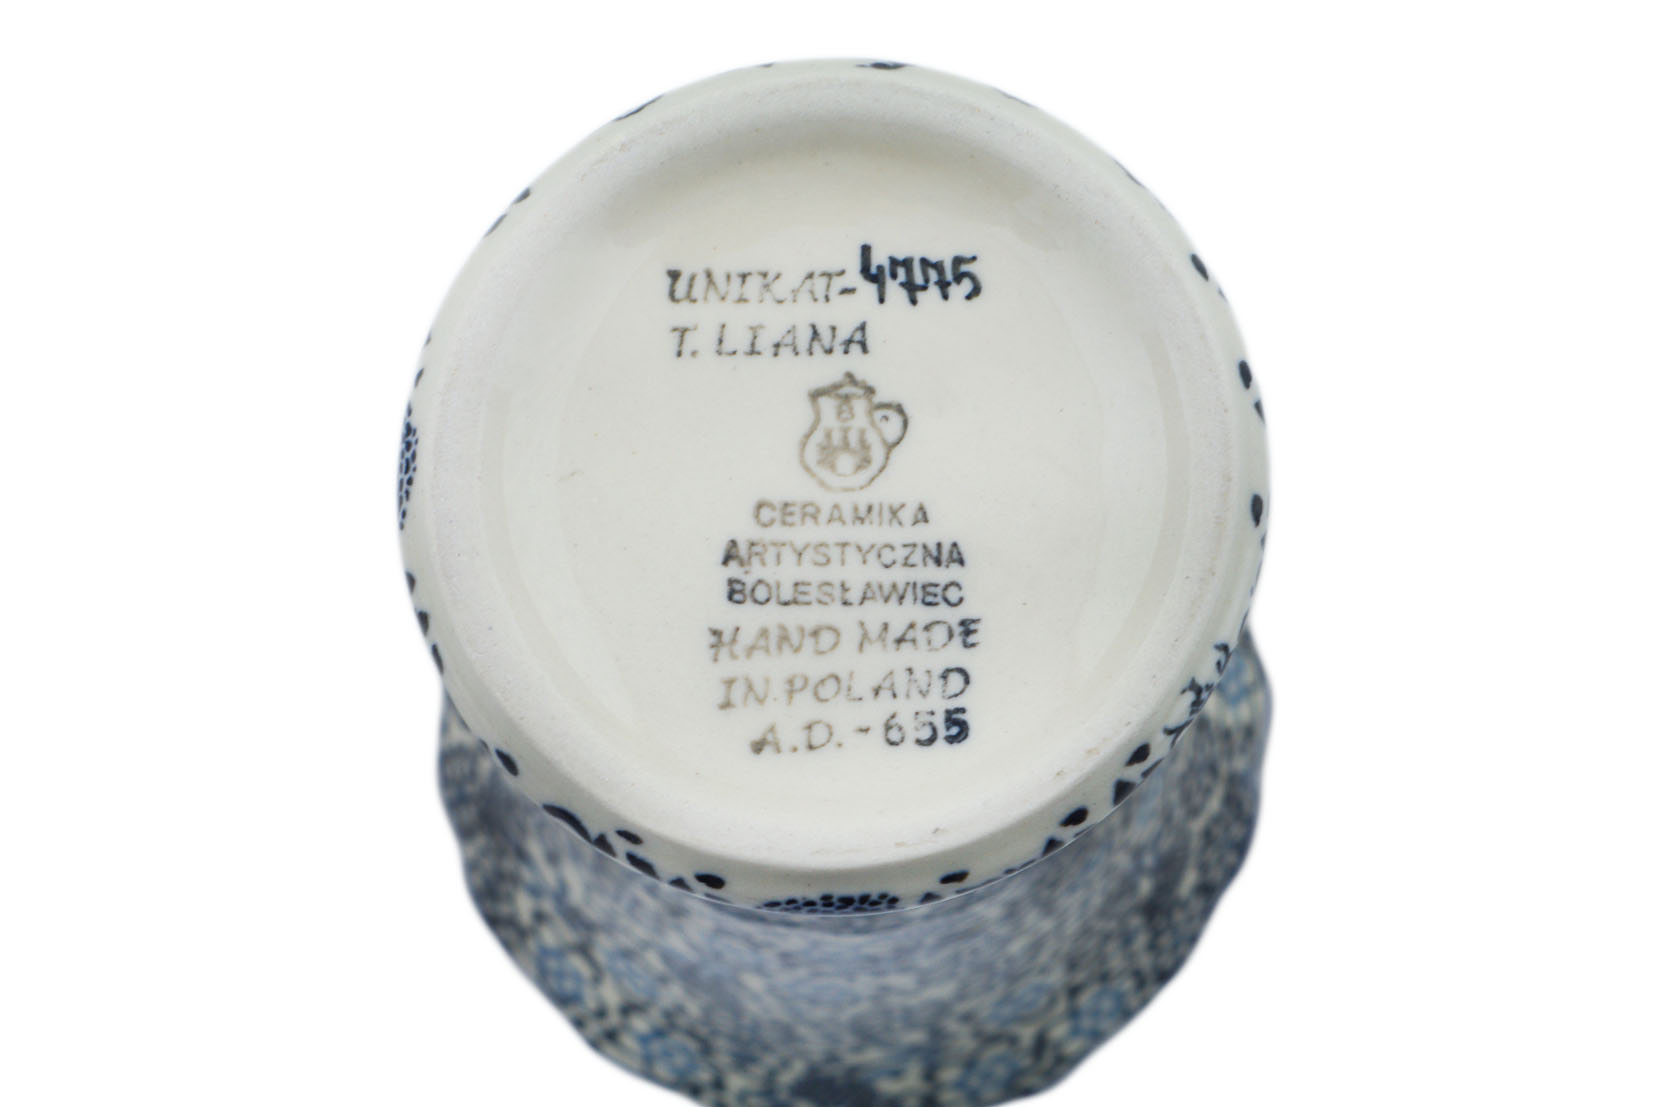 UNIKAT-4775
T. LIANA
B
CERAMIKA
ARTYSTYCZNA
BOLESŁAWIEC
HAND MADE
IN POLAND
A.D.-655